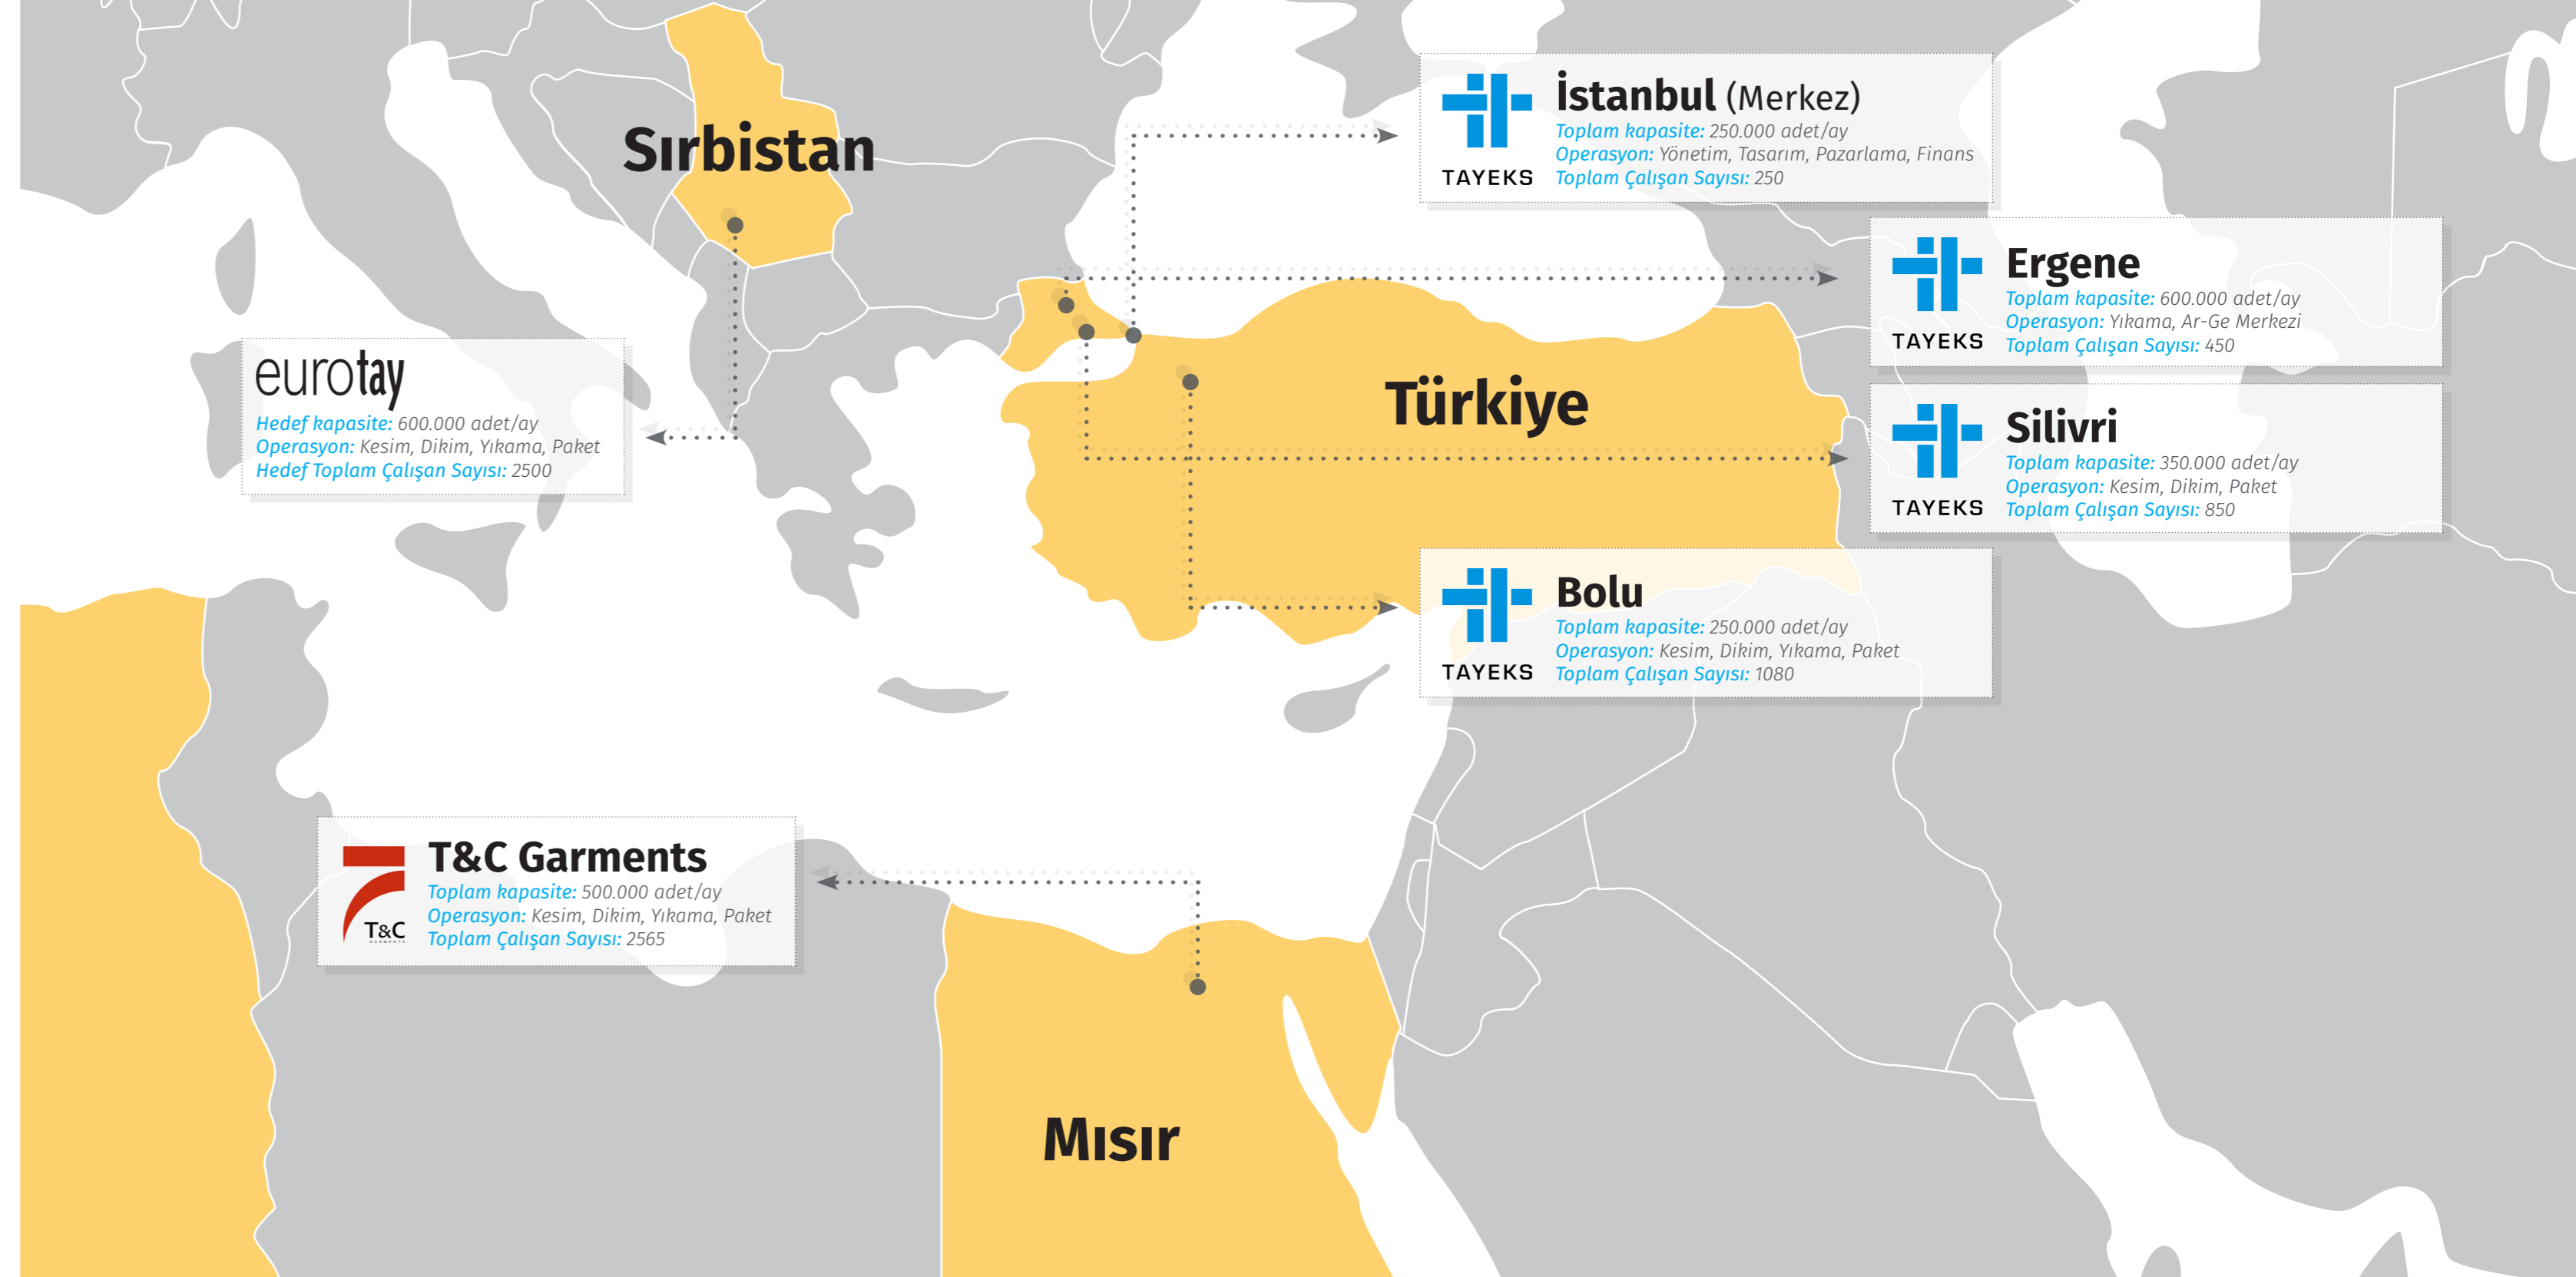 Sırbistan
eurotay
Hedef kapasite: 600.000 adet/ay
Operasyon: Kesim, Dikim, Yıkama, Paket
Hedef Toplam Çalışan Sayısı: 2500
TAYEKS
İstanbul (Merkez)
Toplam kapasite: 250.000 adet/ay
Operasyon: Yönetim, Tasarım, Pazarlama, Finans
Toplam Çalışan Sayısı: 250
TAYEKS
Ergene
Toplam kapasite: 600.000 adet/ay
Operasyon: Yıkama, Ar-Ge Merkezi
Toplam Çalışan Sayısı: 450
Türkiye
TAYEKS
Silivri
Toplam kapasite: 350.000 adet/ay
Operasyon: Kesim, Dikim, Paket
Toplam Çalışan Sayısı: 850
TAYEKS
Bolu
Toplam kapasite: 250.000 adet/ay
Operasyon: Kesim, Dikim, Yıkama, Paket
Toplam Çalışan Sayısı: 1080
T&C
GARMENTS
T&C Garments
Toplam kapasite: 500.000 adet/ay
Operasyon: Kesim, Dikim, Yıkama, Paket
Toplam Çalışan Sayısı: 2565
Mısır